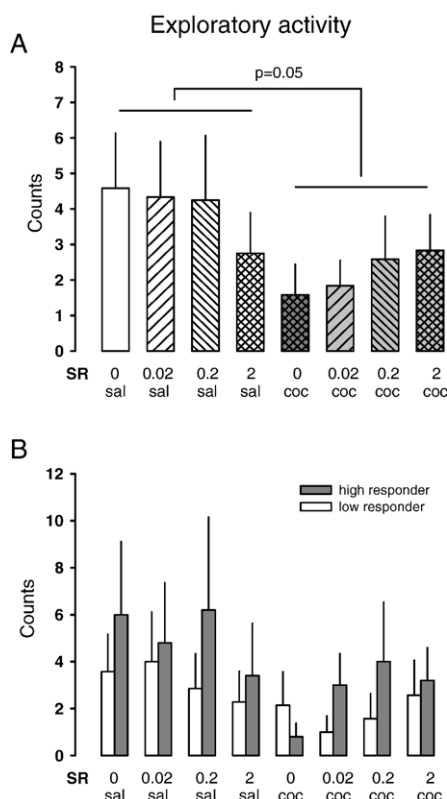 Exploratory activity
A
p=0.05
8
7
6
5
4
3
2
1
0
Counts
SR 0 0.02 0.2 2 0 0.02 0.2 2
sal sal sal sal coc coc coc coc
B
12
10
8
6
4
2
0
Counts
high responder
low responder
SR 0 0.02 0.2 2 0 0.02 0.2 2
sal sal sal sal coc coc coc coc